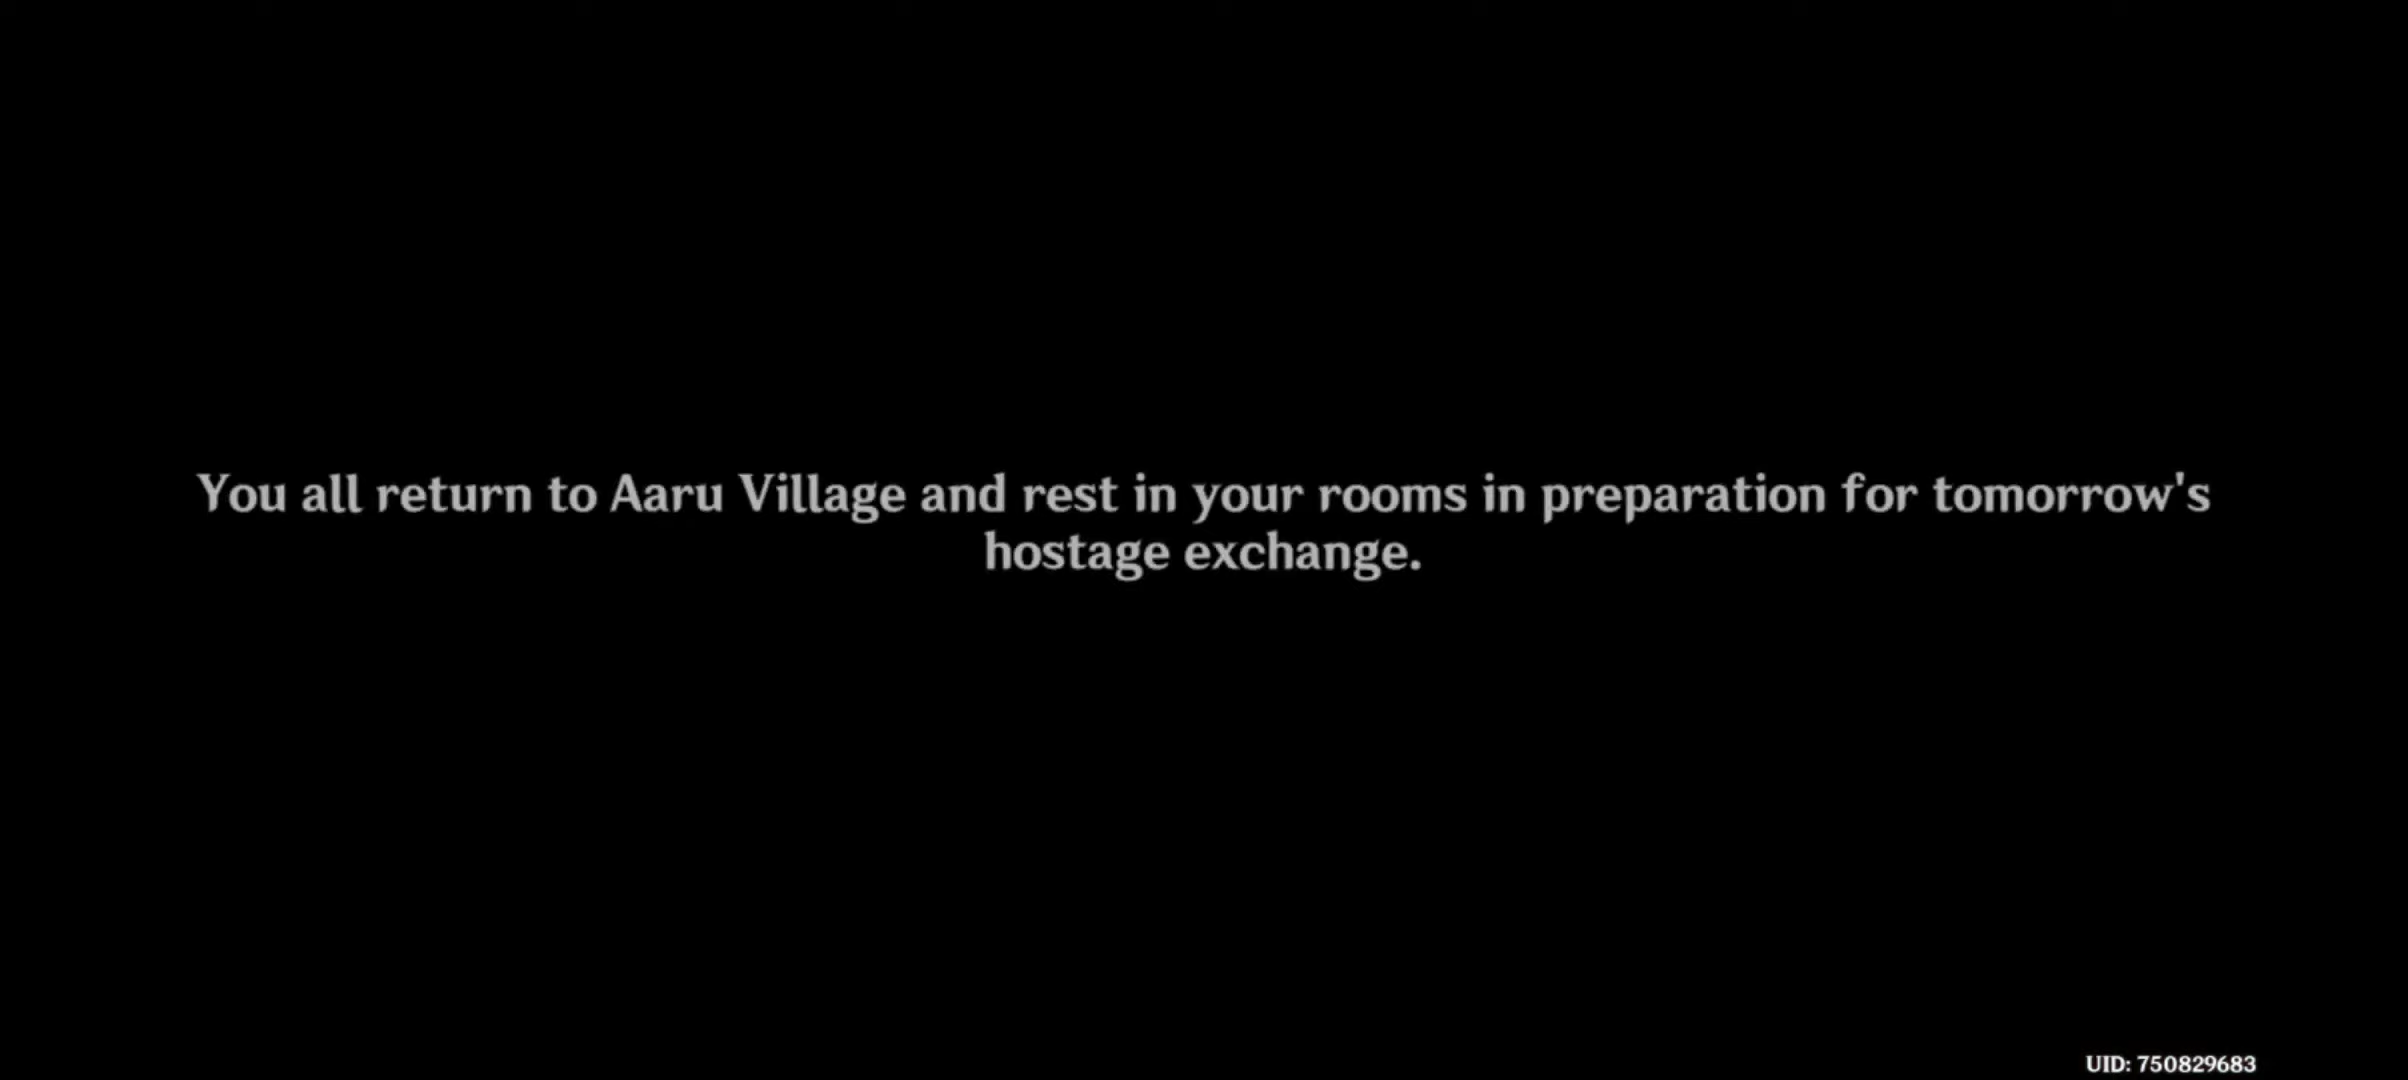 You all return to Aaru Village and rest in your rooms in preparation for tomorrow's
hostage exchange.
UID: 750829683